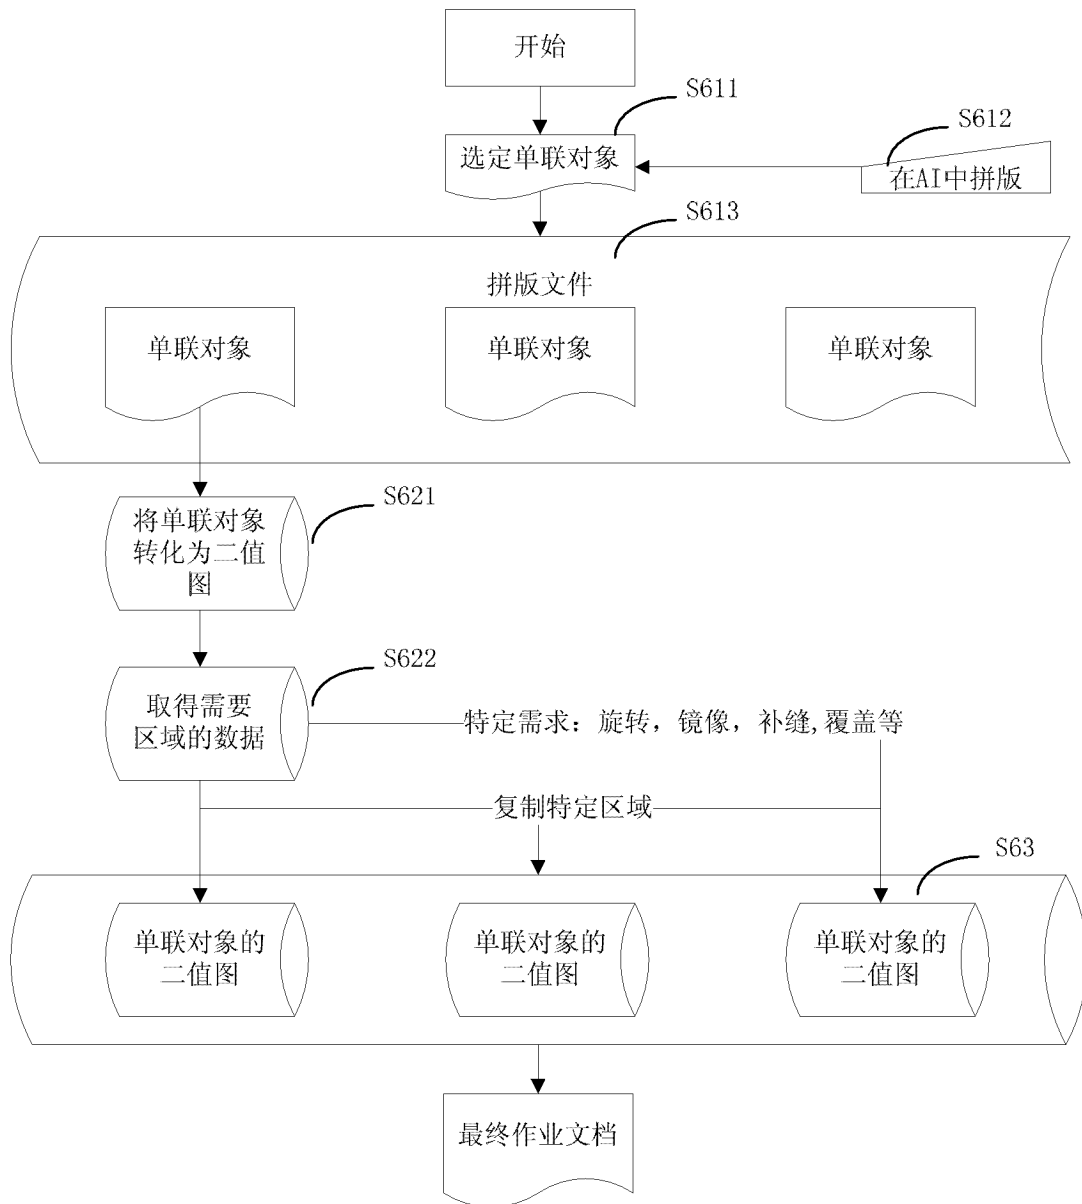 开始
S611
选定单联对象
S612
在AI中拼版
S613
拼版文件
单联对象
单联对象
单联对象
S621
将单联对象
转化为二值
图
S622
取得需要
区域的数据
特定需求：旋转，镜像，补缝,覆盖等
复制特定区域
S63
单联对象的
二值图
单联对象的
二值图
单联对象的
二值图
最终作业文档